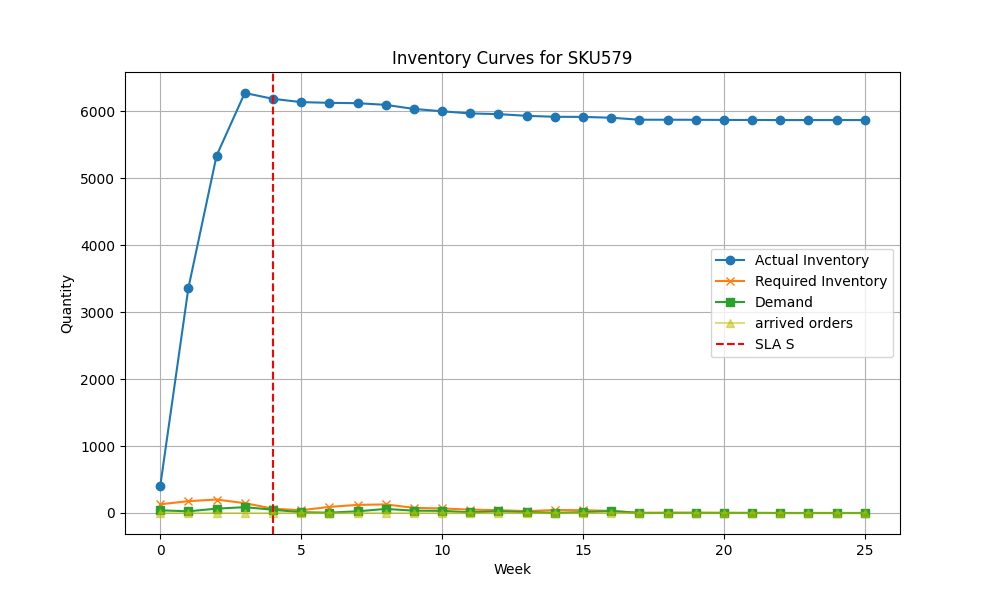 Inventory Curves for SKU579
Quantity
6000
5000
4000
3000
2000
1000
0
Actual Inventory
Required Inventory
Demand
arrived orders
SLA S
0 5 10 15 20 25
Week